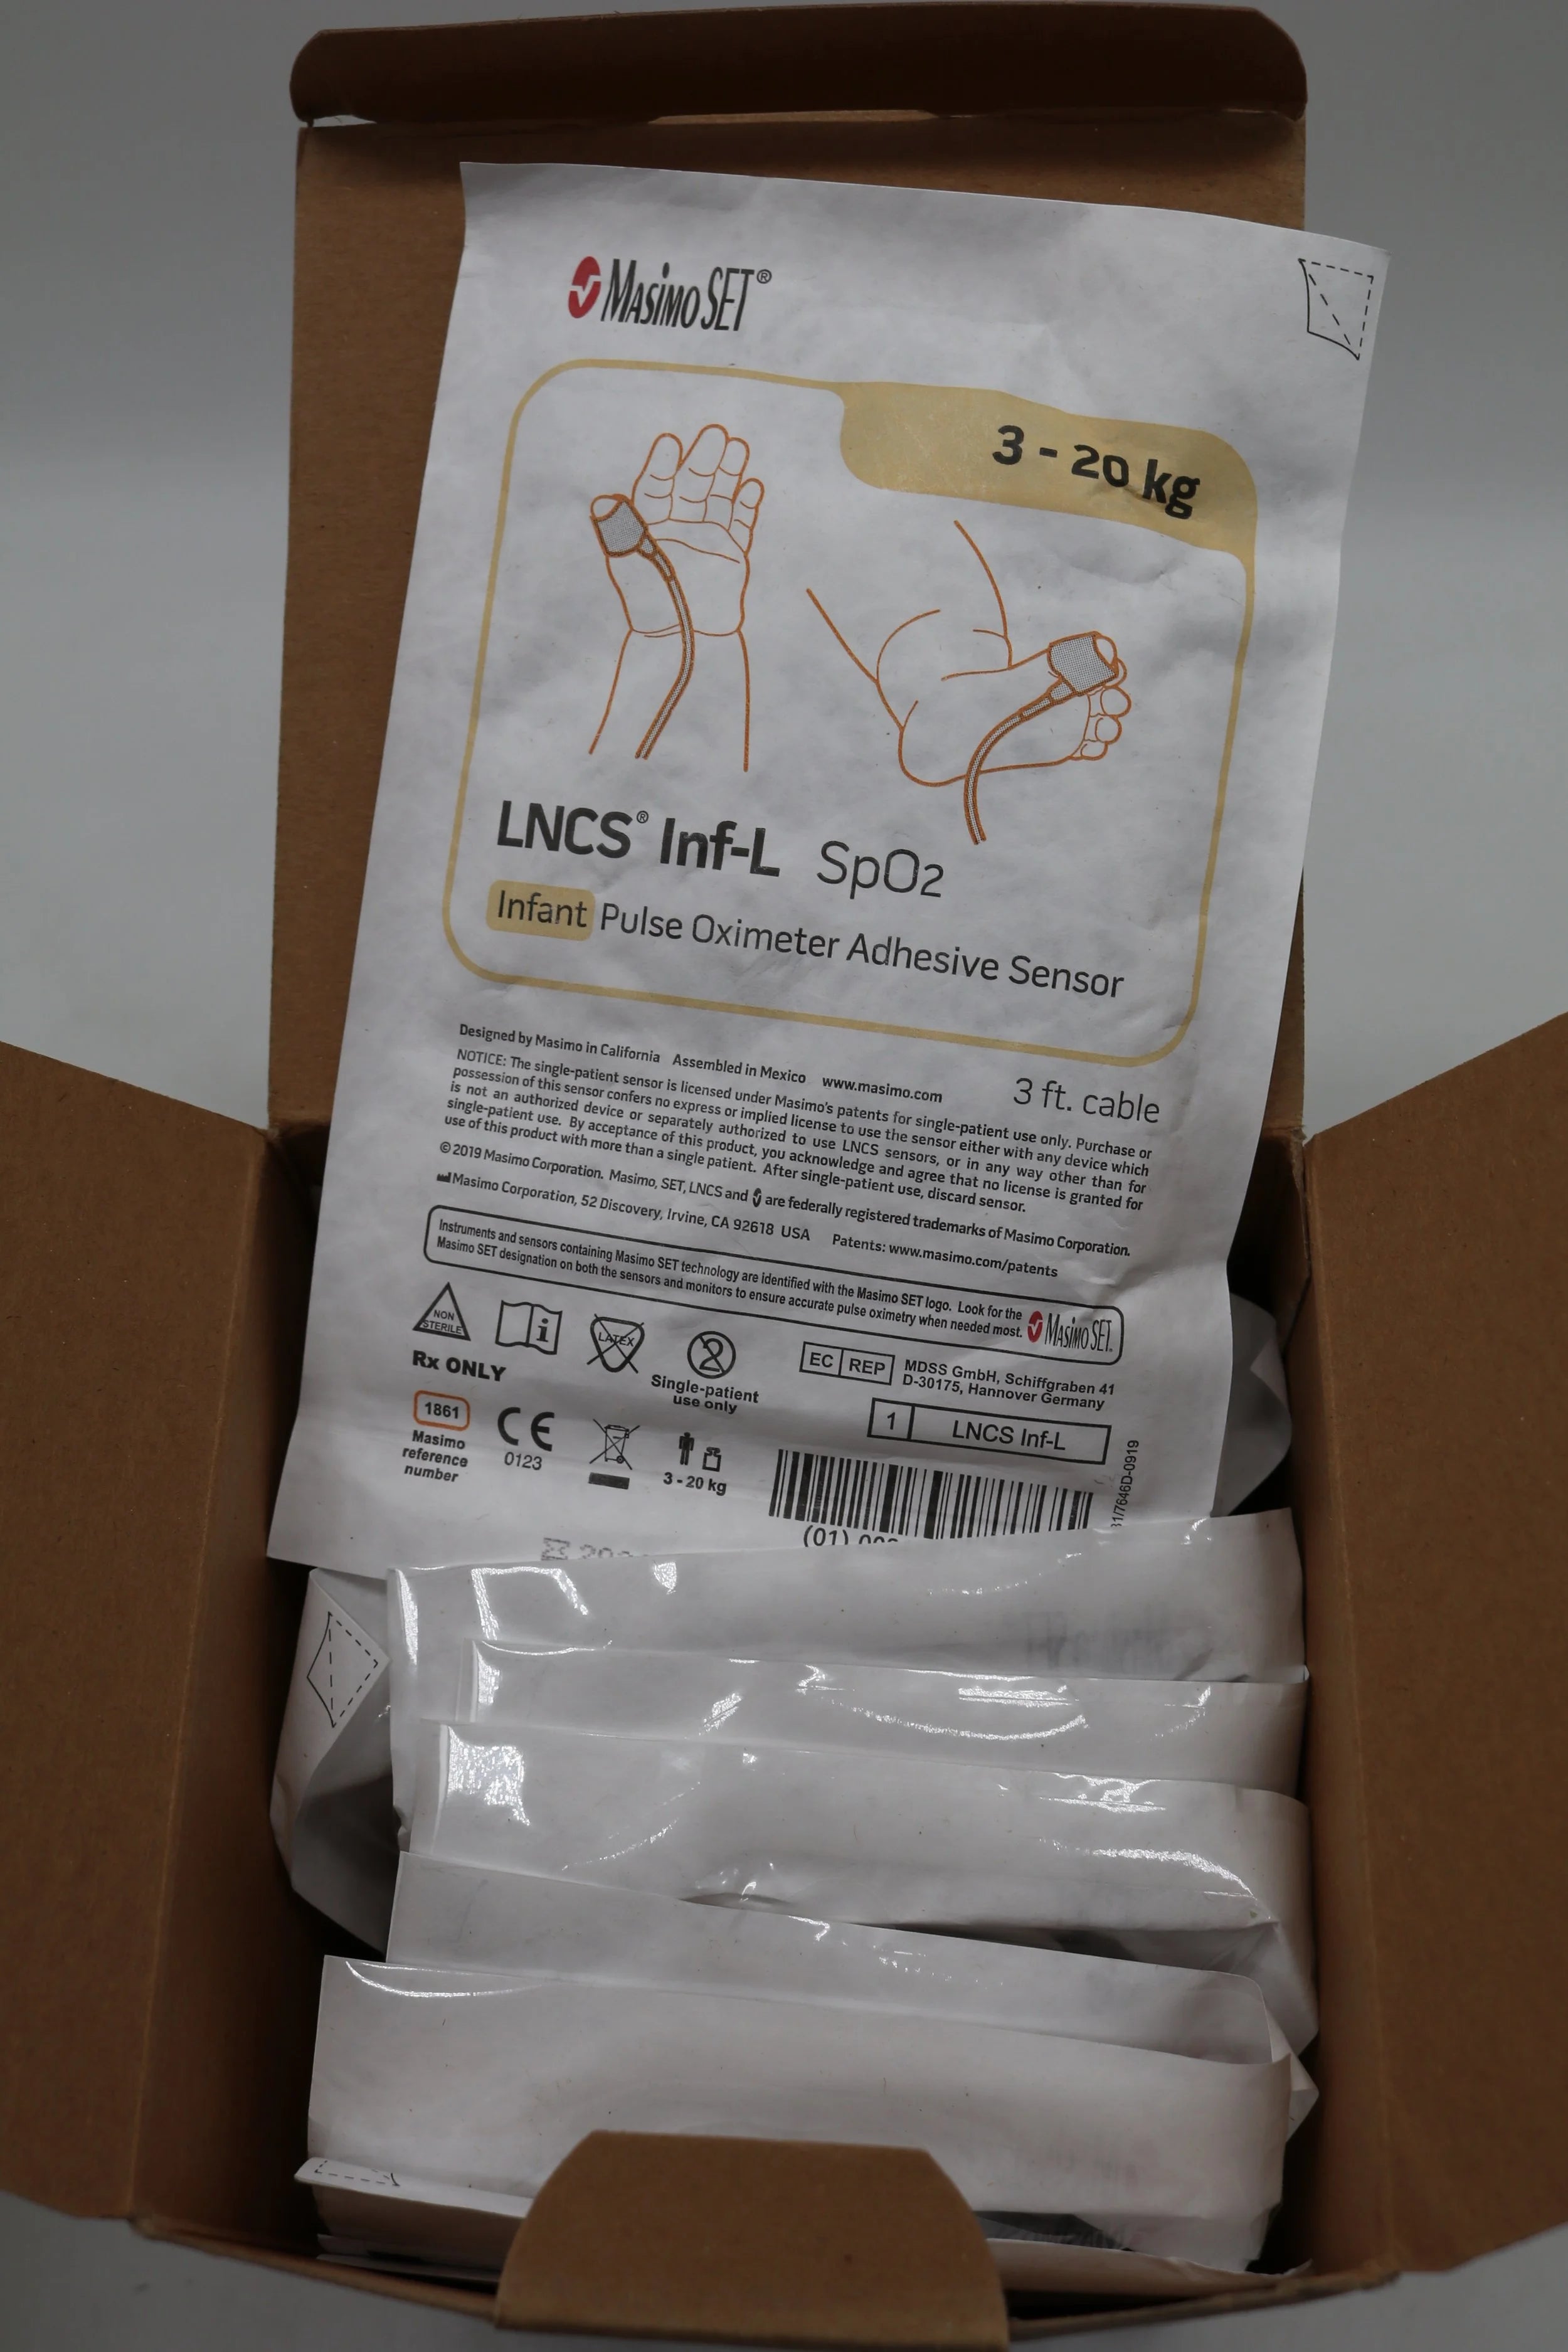 MASIMO SET®
3 - 20 kg
LNCS® Inf-L SpO2
Infant Pulse Oximeter Adhesive Sensor
Designed by Masimo in California Assembled in Mexico www.masimo.com
3 ft. cable
NOTICE: The single-patient sensor is licensed under Masimo's patents for single-patient use only. Purchase or
possession of this sensor confers no express or implied license to use the sensor either with any device which
is not an authorized device or separately authorized to use LNCS sensors, or in any way other than for
single-patient use. By acceptance of this product, you acknowledge and agree that no license is granted for
use of this product with more than a single patient. After single-patient use, discard sensor.
© 2019 Masimo Corporation. Masimo, SET, LNCS and are federally registered trademarks of Masimo Corporation.
Masimo Corporation, 52 Discovery, Irvine, CA 92618 USA Patents: www.masimo.com/patents
Instruments and sensors containing Masimo SET technology are identified with the Masimo SET logo. Look for the
Masimo SET designation on both the sensors and monitors to ensure accurate pulse oximetry when needed most.
MASIMO SET.
NON
STERILE
LATEX
2
Rx ONLY
Single-patient
use only
EC REP
MDSS GmbH, Schiffgraben 41
D-30175, Hannover Germany
1 LNCS Inf-L
1861
Masimo
reference
number
CE
0123
3 - 20 kg
(01)